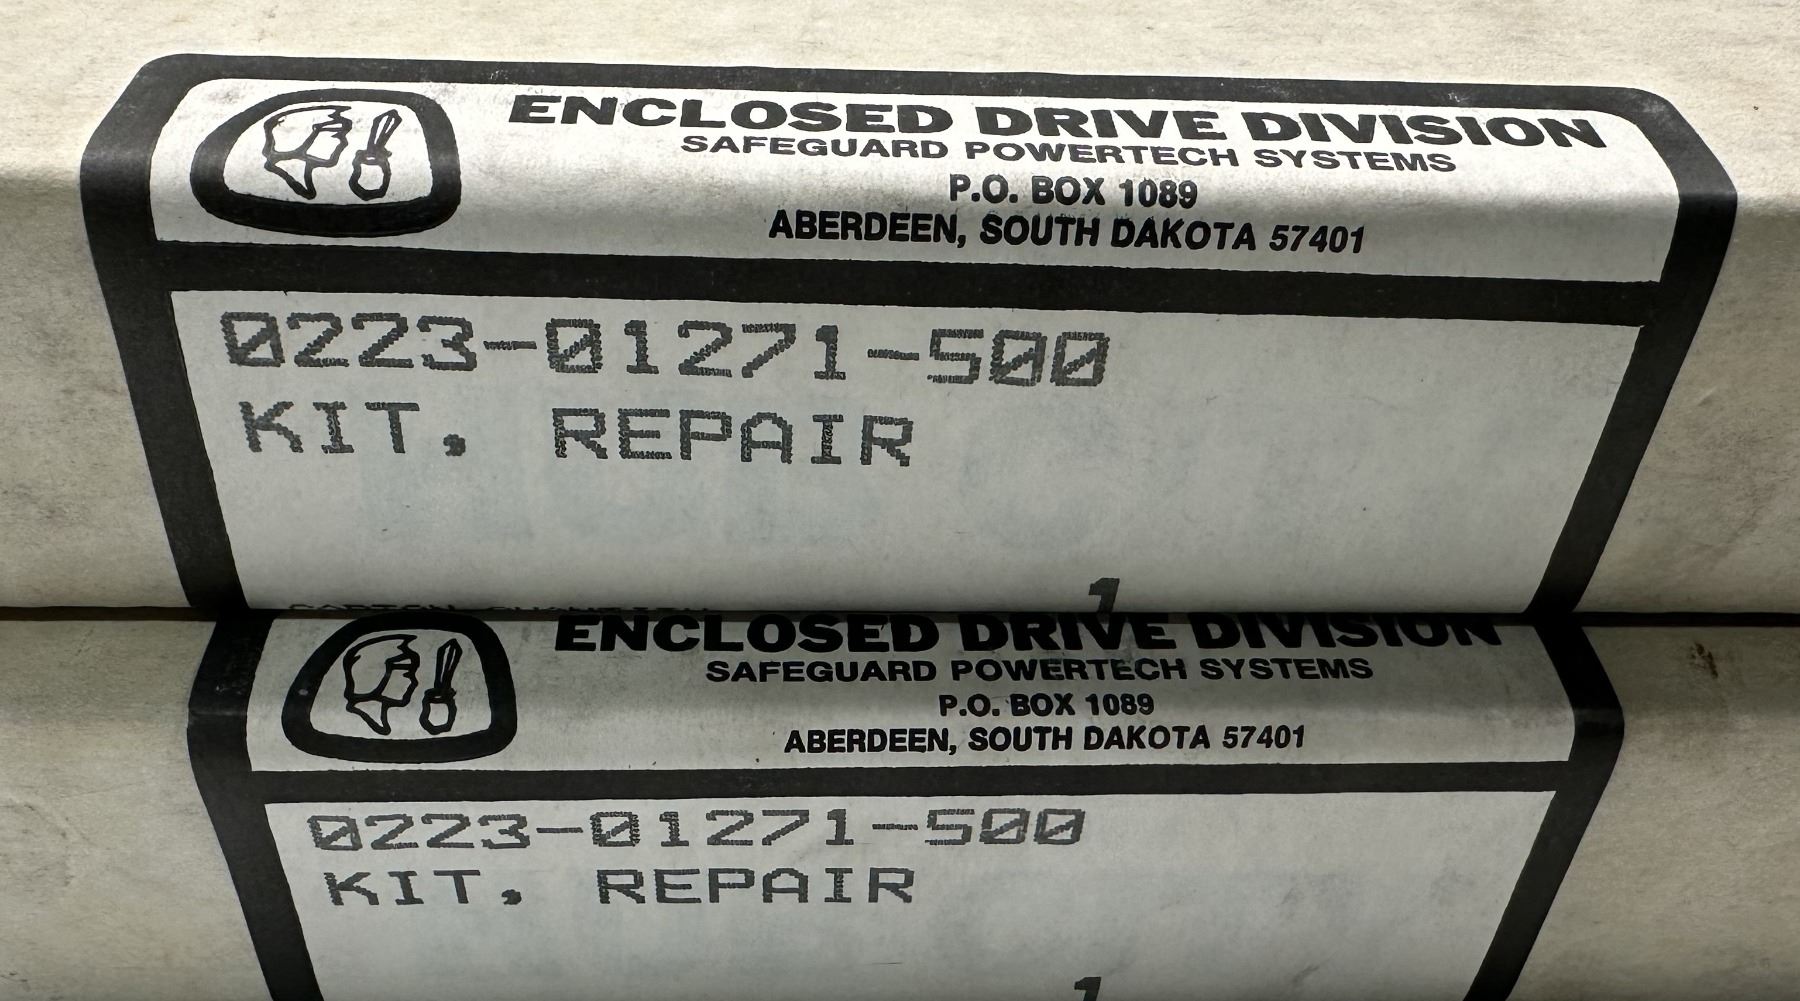 ENCLOSED DRIVE DIVISION
SAFEGUARD POWERTECH SYSTEMS
P.O. BOX 1089
ABERDEEN, SOUTH DAKOTA 57401
0223-01271-500
KIT, REPAIR
1
ENCLOSED DRIVE DIVISION
SAFEGUARD POWERTECH SYSTEMS
P.O. BOX 1089
ABERDEEN, SOUTH DAKOTA 57401
0223-01271-500
KIT, REPAIR
1